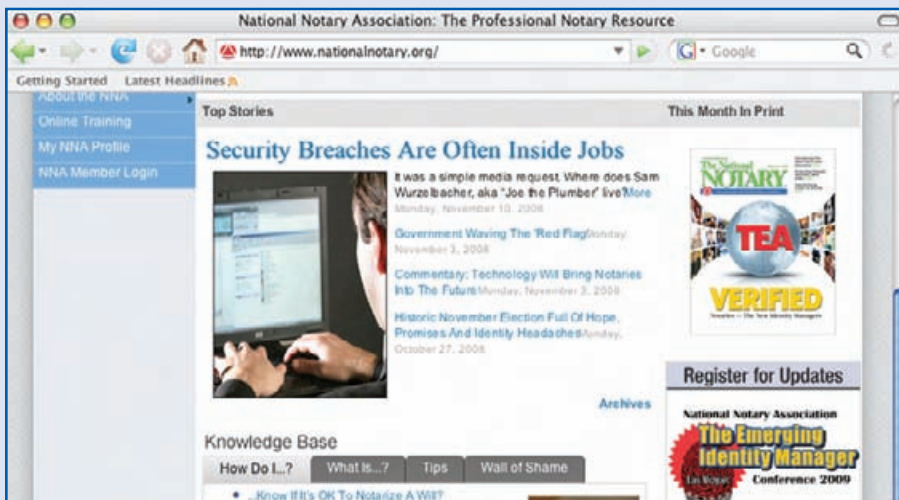 National Notary Association: The Professional Notary Resource
http://www.nationalnotary.org/
G Google
Getting Started Latest Headlines
About the NNA
Online Training
My NNA Profile
NNA Member Login
Top Stories
Security Breaches Are Often Inside Jobs
It was a simple media request. Where does Sam
Wurzelbacher, aka "Joe the Plumber" live?More
Monday, November 10, 2008
Government Waving The 'Red Flag'Monday,
November 3, 2008
Commentary: Technology Will Bring Notaries
Into The FutureMonday, November 3, 2008
Historic November Election Full Of Hope,
Promises And Identity HeadachesMonday,
October 27, 2008
Archives
Knowledge Base
How Do I...? What Is...? Tips Wall of Shame
...Know If It's OK To Notarize A Will?
This Month In Print
The National
NOTARY
TEA
VERIFIED
Register for Updates
National Notary Association
The Emerging
Identity Manager
Las Vegas Conference 2009